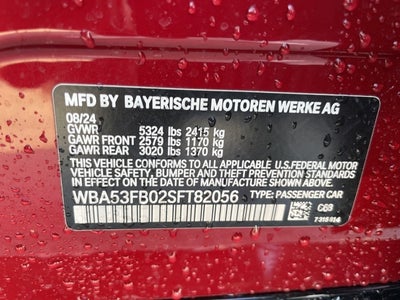 MFD BY BAYERISCHE MOTOREN WERKE AG
08/24
GVWR 5324 lbs 2415 kg
GAWR FRONT 2579 lbs 1170 kg
GAWR REAR 3020 lbs 1370 kg
THIS VEHICLE CONFORMS TO ALL APPLICABLE U.S. FEDERAL MOTOR
VEHICLE SAFETY, BUMPER AND THEFT PREVENTION STANDARDS
IN EFFECT ON THE DATE OF MANUFACTURE SHOWN ABOVE.
WBA53FB02SFT82056 TYPE: PASSENGER CAR
C69